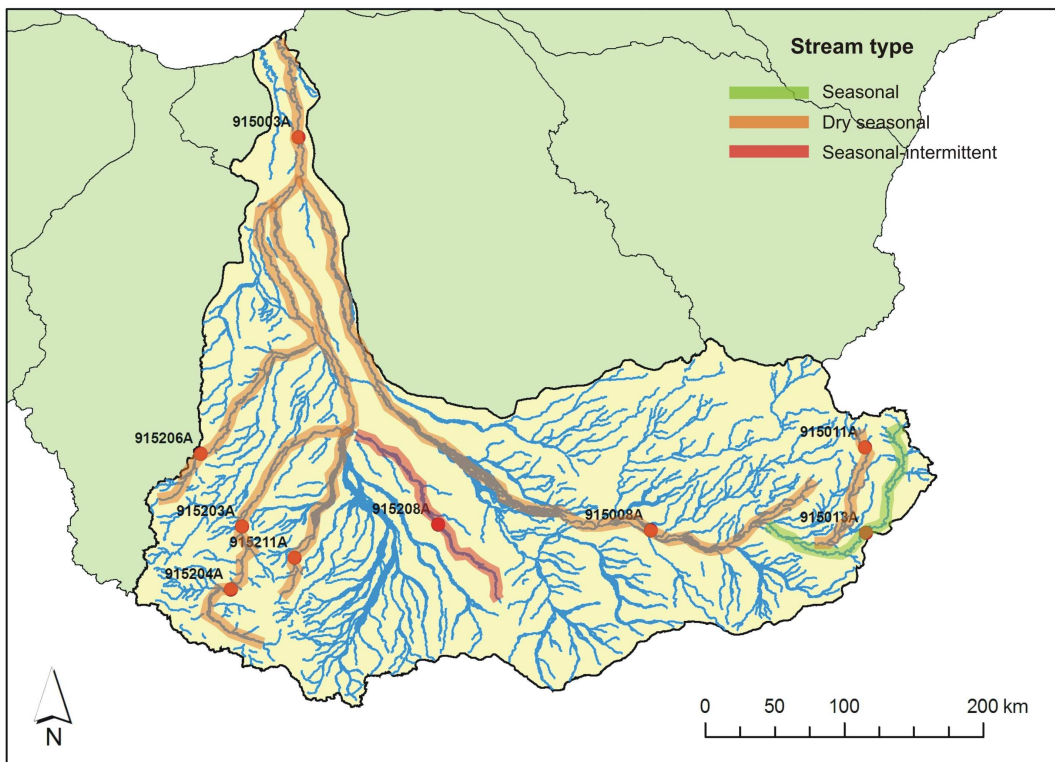 Stream type
Seasonal
Dry seasonal
Seasonal-intermittent
915003A
915206A
915203A
915211A
915204A
915208A
915008A
915011A
915013A
N
0 50 100 200 km